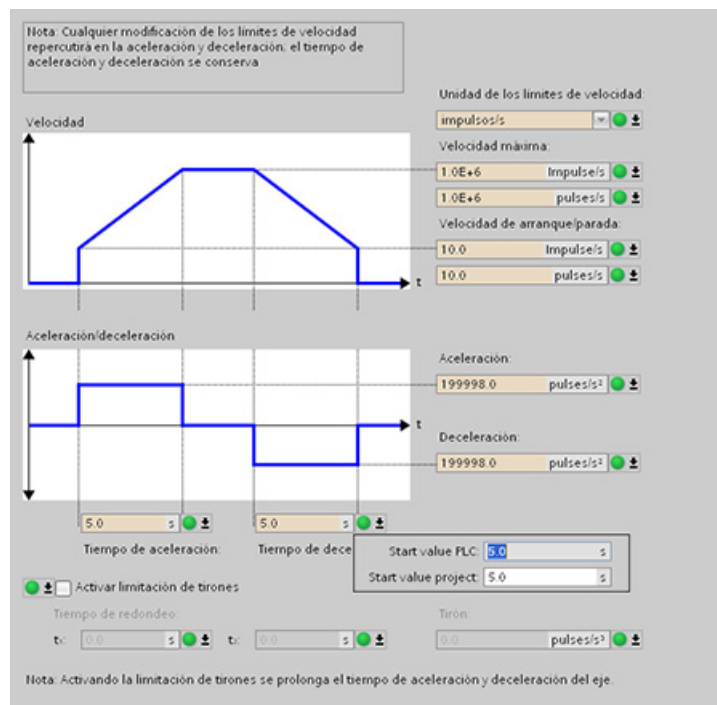 Nota: Cualquier modificación de los límites de velocidad
repercutirá en la aceleración y deceleración; el tiempo de
aceleración y deceleración se conserva
Unidad de los límites de velocidad:
impulsos/s
Velocidad
Velocidad máxima:
1.0E+6 Impulse/s
1.0E+6 pulses/s
Velocidad de arranque/parada:
10.0 Impulse/s
10.0 pulses/s
t
Aceleración/deceleración
Aceleración:
199998.0 pulses/s²
t
Deceleración:
199998.0 pulses/s²
5.0 s 5.0 s
Tiempo de aceleración: Tiempo de dece
Start value PLC: 5.0 s
Start value project: 5.0 s
Activar limitación de tirones
Tiempo de redondeo: Tirón:
t: 0.0 s t: 0.0 s 0.0 pulses/s³
Nota: Activando la limitación de tirones se prolonga el tiempo de aceleración y deceleración del eje.